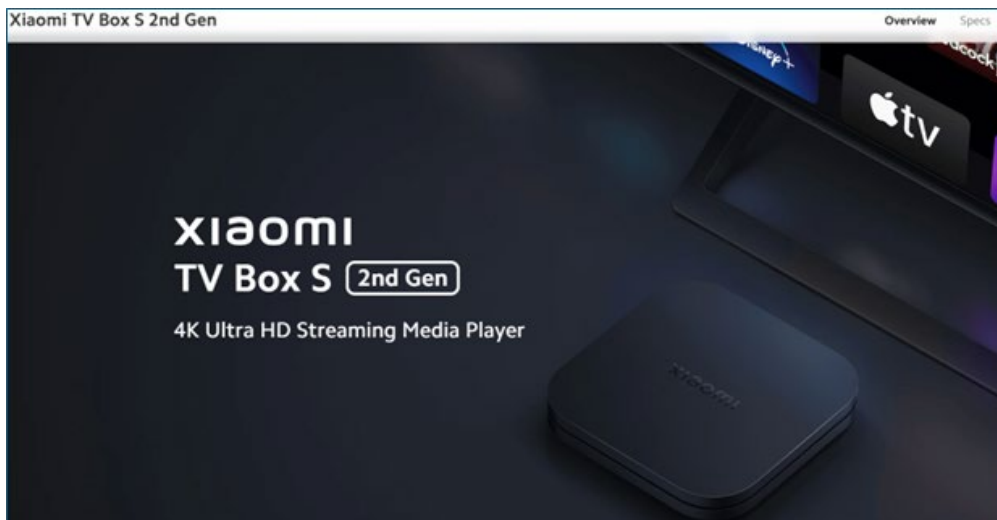 Xiaomi TV Box S 2nd Gen
Overview Specs
Disney+
tv
xiaomi
TV Box S 2nd Gen
4K Ultra HD Streaming Media Player
xiaomi